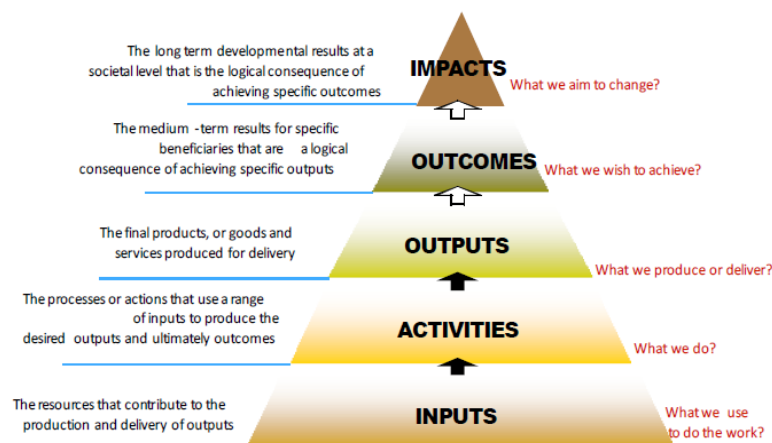 The long term developmental results at a
societal level that is the logical consequence of
achieving specific outcomes
IMPACTS
What we aim to change?
The medium -term results for specific
beneficiaries that are a logical
consequence of achieving specific outputs
OUTCOMES
What we wish to achieve?
The final products, or goods and
services produced for delivery
OUTPUTS
What we produce or deliver?
The processes or actions that use a range
of inputs to produce the
desired outputs and ultimately outcomes
ACTIVITIES
What we do?
The resources that contribute to the
production and delivery of outputs
INPUTS
What we use
to do the work?